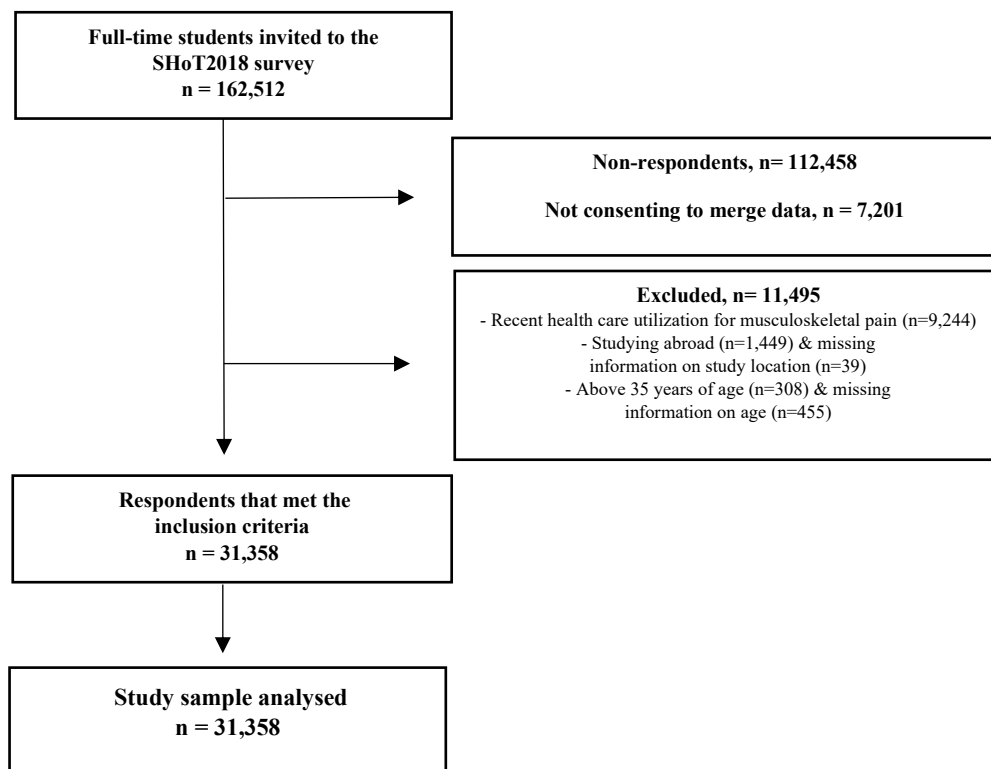 Full-time students invited to the
SHoT2018 survey
n = 162,512
Non-respondents, n= 112,458
Not consenting to merge data, n = 7,201
Excluded, n= 11,495
- Recent health care utilization for musculoskeletal pain (n=9,244)
- Studying abroad (n=1,449) & missing
information on study location (n=39)
- Above 35 years of age (n=308) & missing
information on age (n=455)
Respondents that met the
inclusion criteria
n = 31,358
Study sample analysed
n = 31,358